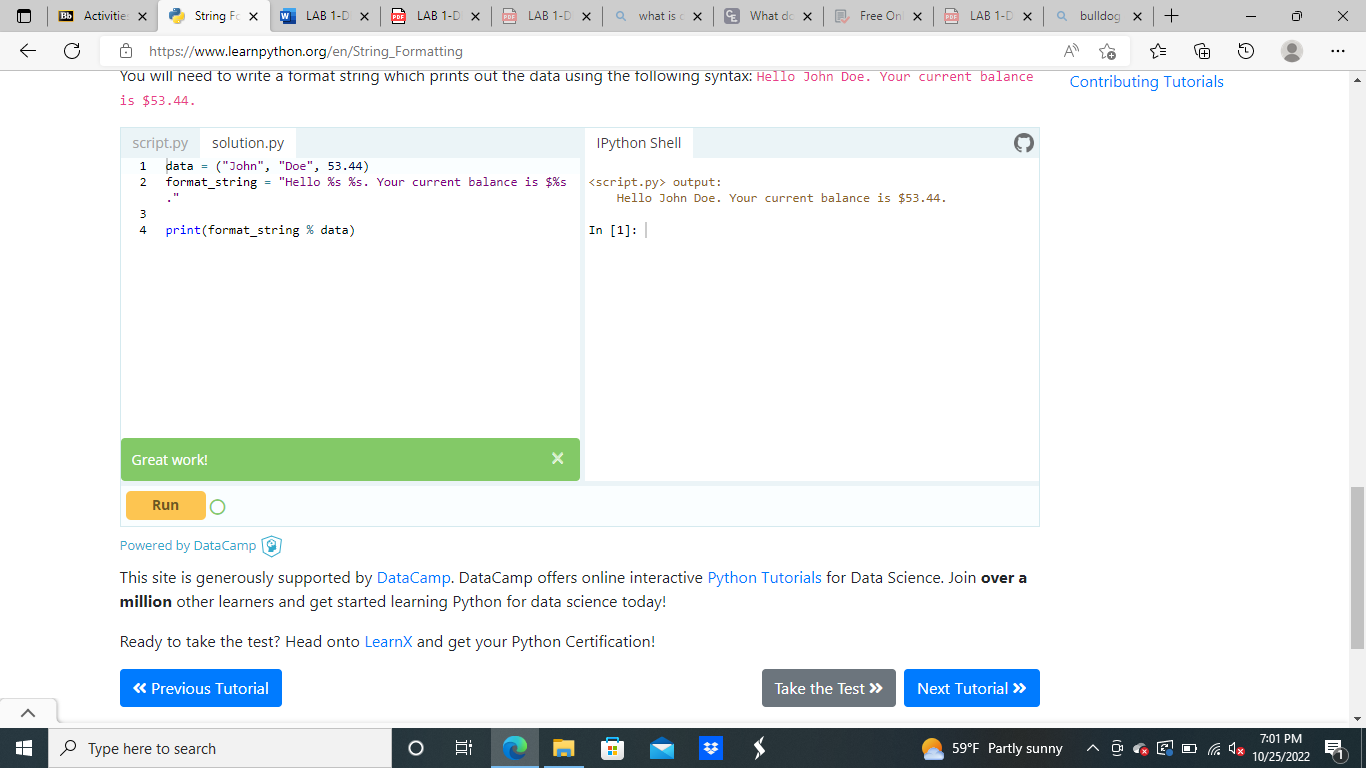 Activitie
String Fo
LAB 1-D
LAB 1-D
LAB 1-D
what is
What do
Free Onl
LAB 1-D
bulldog
https://www.learnpython.org/en/String_Formatting
You will need to write a format string which prints out the data using the following syntax: Hello John Doe. Your current balance
is $53.44.
Contributing Tutorials
script.py solution.py
1 data = ("John", "Doe", 53.44)
2 format_string = "Hello %s %s. Your current balance is $%s
."
3
4 print(format_string % data)
IPython Shell
<script.py> output:
Hello John Doe. Your current balance is $53.44.
In [1]:
Great work!
Run
Powered by DataCamp
This site is generously supported by DataCamp. DataCamp offers online interactive Python Tutorials for Data Science. Join over a
million other learners and get started learning Python for data science today!
Ready to take the test? Head onto LearnX and get your Python Certification!
Previous Tutorial
Take the Test
Next Tutorial
Type here to search
59°F Partly sunny
7:01 PM
10/25/2022
1